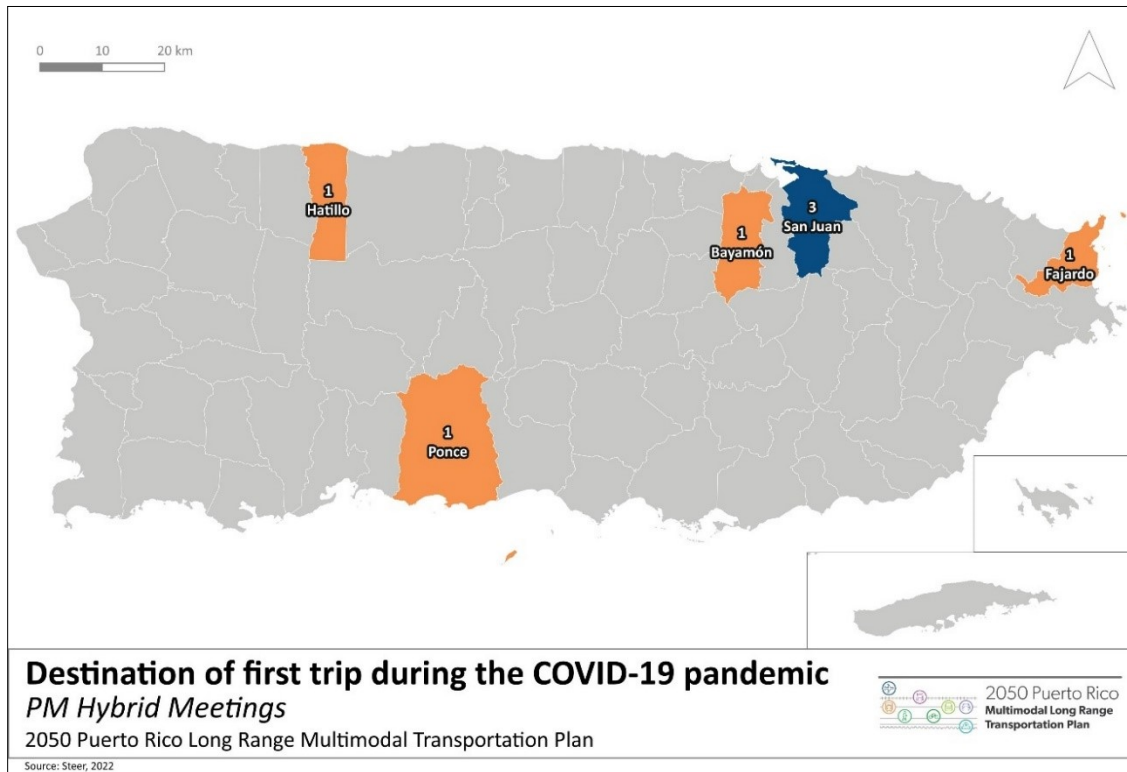 0 10 20 km
1
Hatillo
3
San Juan
1
Bayamón
1
Fajardo
1
Ponce
Destination of first trip during the COVID-19 pandemic
PM Hybrid Meetings
2050 Puerto Rico Long Range Multimodal Transportation Plan
2050 Puerto Rico
Multimodal Long Range
Transportation Plan
Source: Steer, 2022